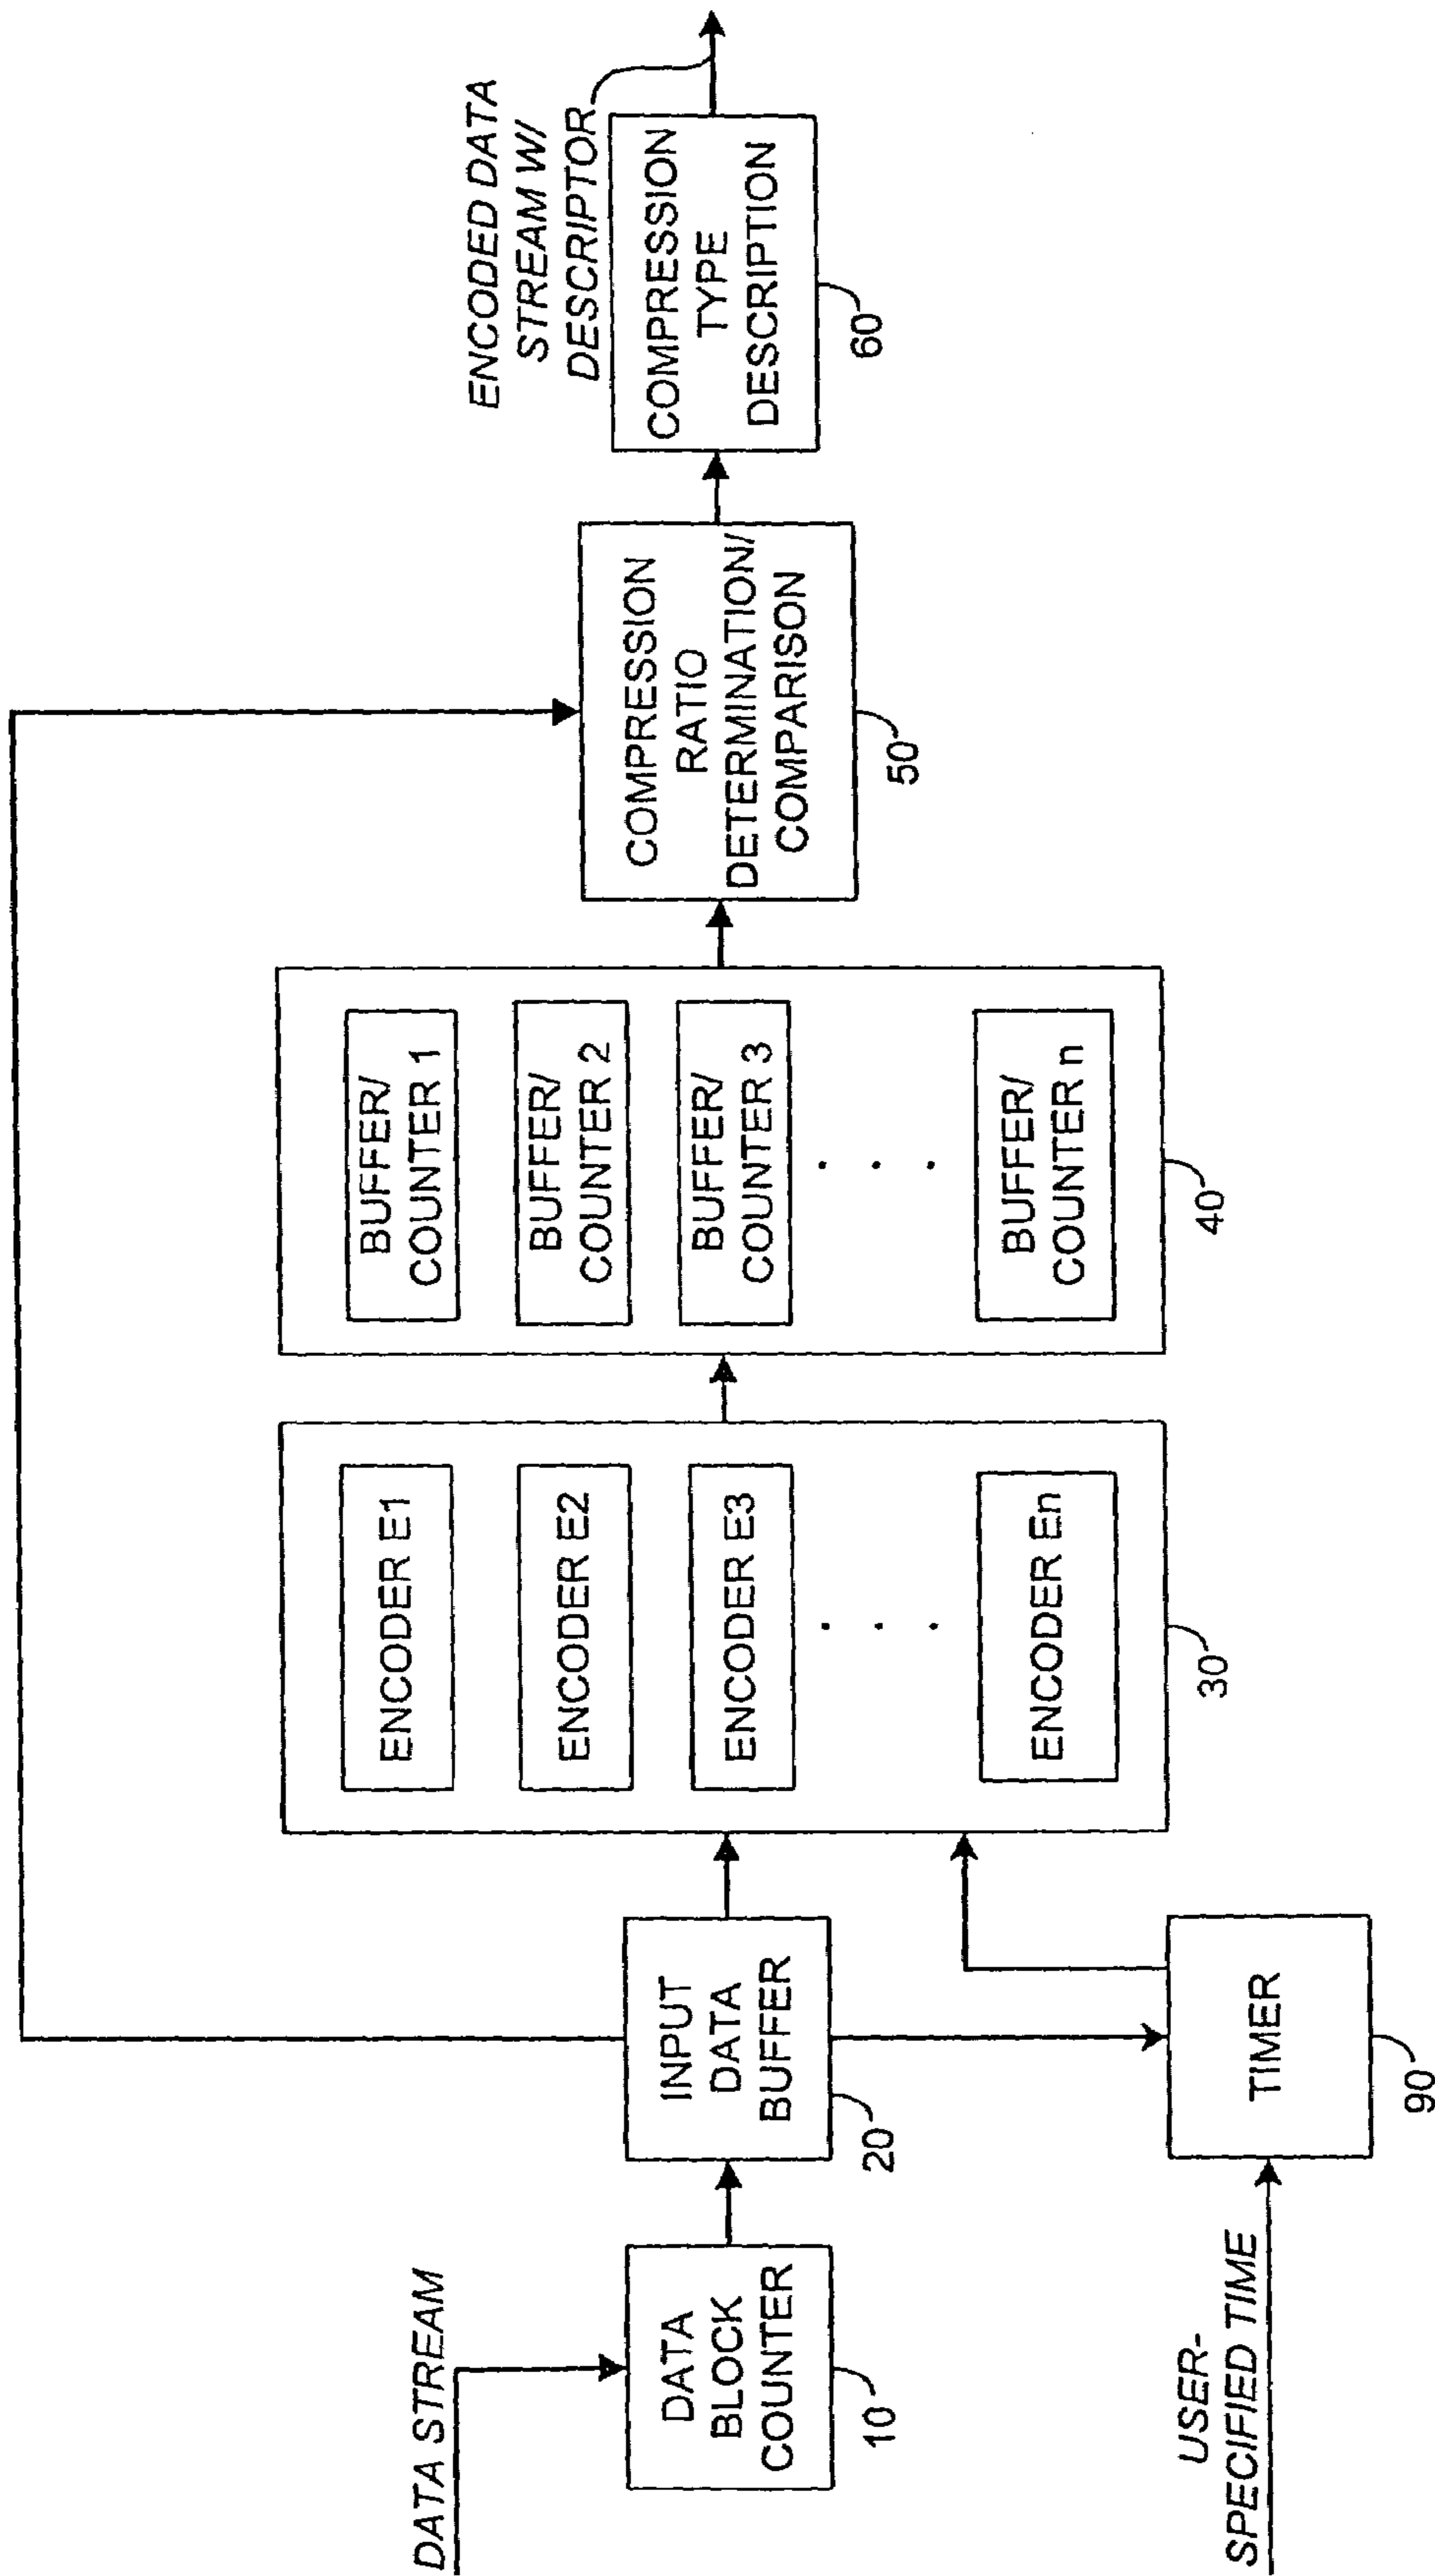 DATA STREAM
DATA
BLOCK
COUNTER
10
INPUT
DATA
BUFFER
20
USER-
SPECIFIED TIME
TIMER
90
ENCODER E1
ENCODER E2
ENCODER E3
. . .
ENCODER En
30
BUFFER/
COUNTER 1
BUFFER/
COUNTER 2
BUFFER/
COUNTER 3
. . .
BUFFER/
COUNTER n
40
COMPRESSION
RATIO
DETERMINATION/
COMPARISON
50
COMPRESSION
TYPE
DESCRIPTION
60
ENCODED DATA
STREAM W/
DESCRIPTOR